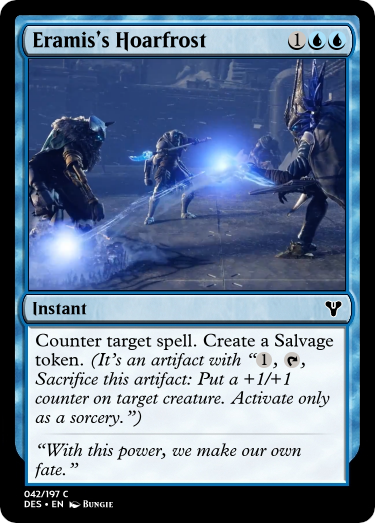 Eramis's Hoarfrost 1UU
Instant
Counter target spell. Create a Salvage
token. (It's an artifact with “1, T,
Sacrifice this artifact: Put a +1/+1
counter on target creature. Activate only
as a sorcery.”)
“With this power, we make our own
fate.”
042/197 C
DES • EN Bungie